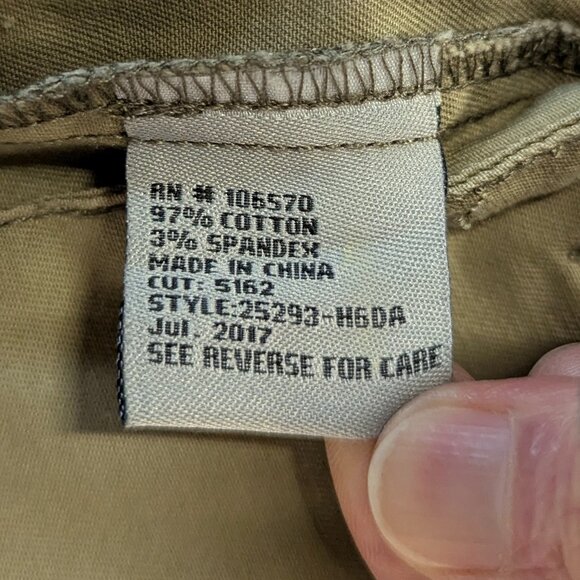 RN # 106570
97% COTTON
3% SPANDEX
MADE IN CHINA
CUT: 5162
STYLE:25293-H6DA
Jul. 2017
SEE REVERSE FOR CARE